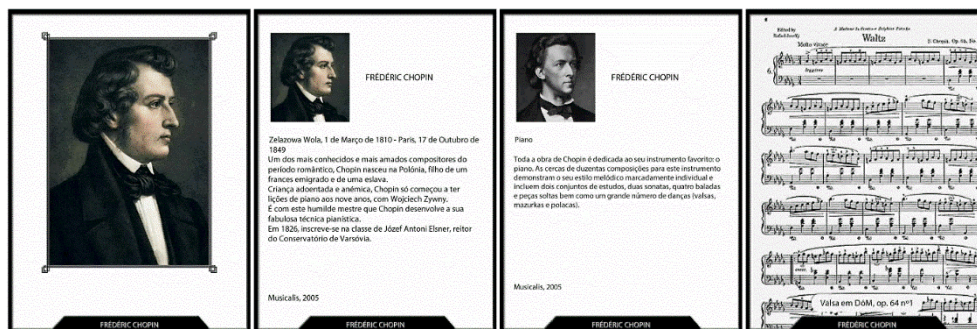 FRÉDÉRIC CHOPIN
FRÉDÉRIC CHOPIN
Zelazowa Wola, 1 de Março de 1810 - Paris, 17 de Outubro de
1849
Um dos mais conhecidos e mais amados compositores do
período romântico, Chopin nasceu na Polónia, filho de um
frances emigrado e de uma eslava.
Criança adoentada e anémica, Chopin só começou a ter
lições de piano aos nove anos, com Wojciech Zywny.
É com este humilde mestre que Chopin desenvolve a sua
fabulosa técnica pianística.
Em 1826, inscreve-se na classe de Józef Antoni Elsner, reitor
do Conservatório de Varsóvia.
Musicalis, 2005
FRÉDÉRIC CHOPIN
FRÉDÉRIC CHOPIN
Piano
Toda a obra de Chopin é dedicada ao seu instrumento favorito: o
piano. As cercas de duzentas composições para este instrumento
demonstram o seu estilo melódico marcadamente individual e
incluem dois conjuntos de estudos, duas sonatas, quatro baladas
e peças soltas bem como um grande número de danças (valsas,
mazurkas e polacas).
Musicalis, 2005
FRÉDÉRIC CHOPIN
Edited by
Waltz
Molto vivace
F. Chopin. Op. 64,
leggiero
Valsa em DóM, op. 64 nº1
FRÉDÉRIC CHOPIN